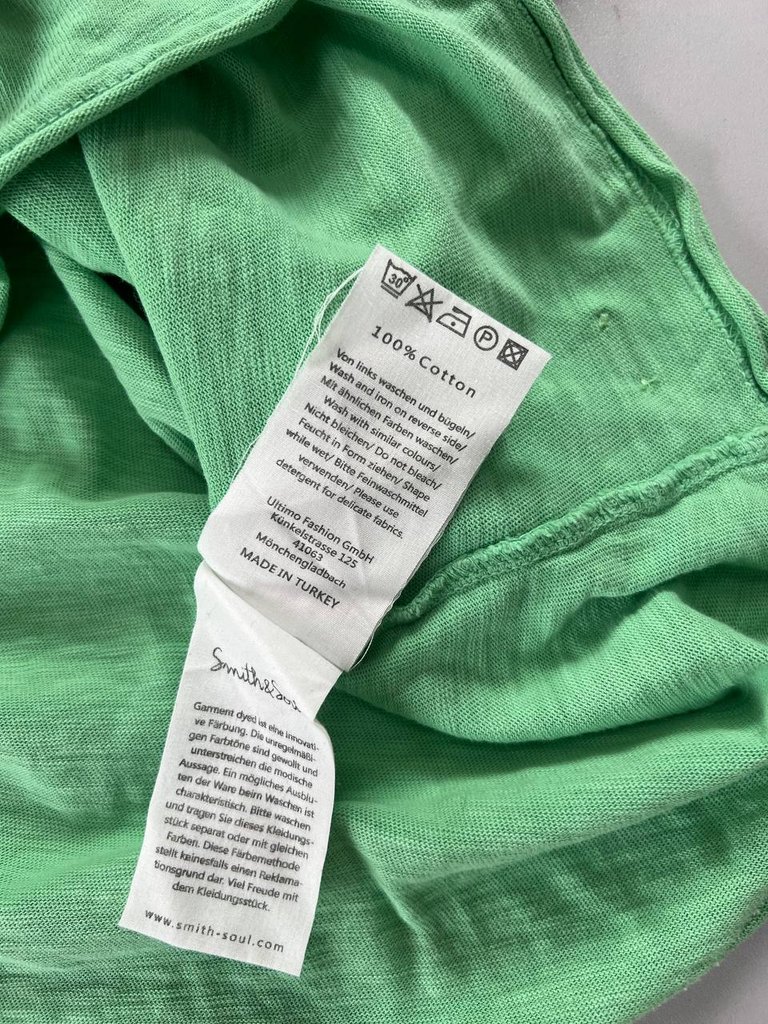 30°
P
100% Cotton
Von links waschen und bügeln/
Wash and iron on reverse side/
Mit ähnlichen Farben waschen/
Wash with similar colours/
Nicht bleichen/ Do not bleach/
Feucht in Form ziehen/ Shape
while wet/ Bitte Feinwaschmittel
verwenden/ Please use
detergent for delicate fabrics.
Ultimo Fashion GmbH
Künkelstrasse 125
41063
Mönchengladbach
MADE IN TURKEY
Garment dyed ist eine innovati-
ve Färbung. Die unregelmäßi-
gen Farbtöne sind gewollt und
unterstreichen die modische
Aussage. Ein mögliches Ausblu-
ten der Ware beim Waschen ist
charakteristisch. Bitte waschen
und tragen Sie dieses Kleidungs-
stück separat oder mit gleichen
Farben. Diese Färbemethode
stellt keinesfalls einen Reklama-
tionsgrund dar. Viel Freude mit
dem Kleidungsstück.
www.smith-soul.com